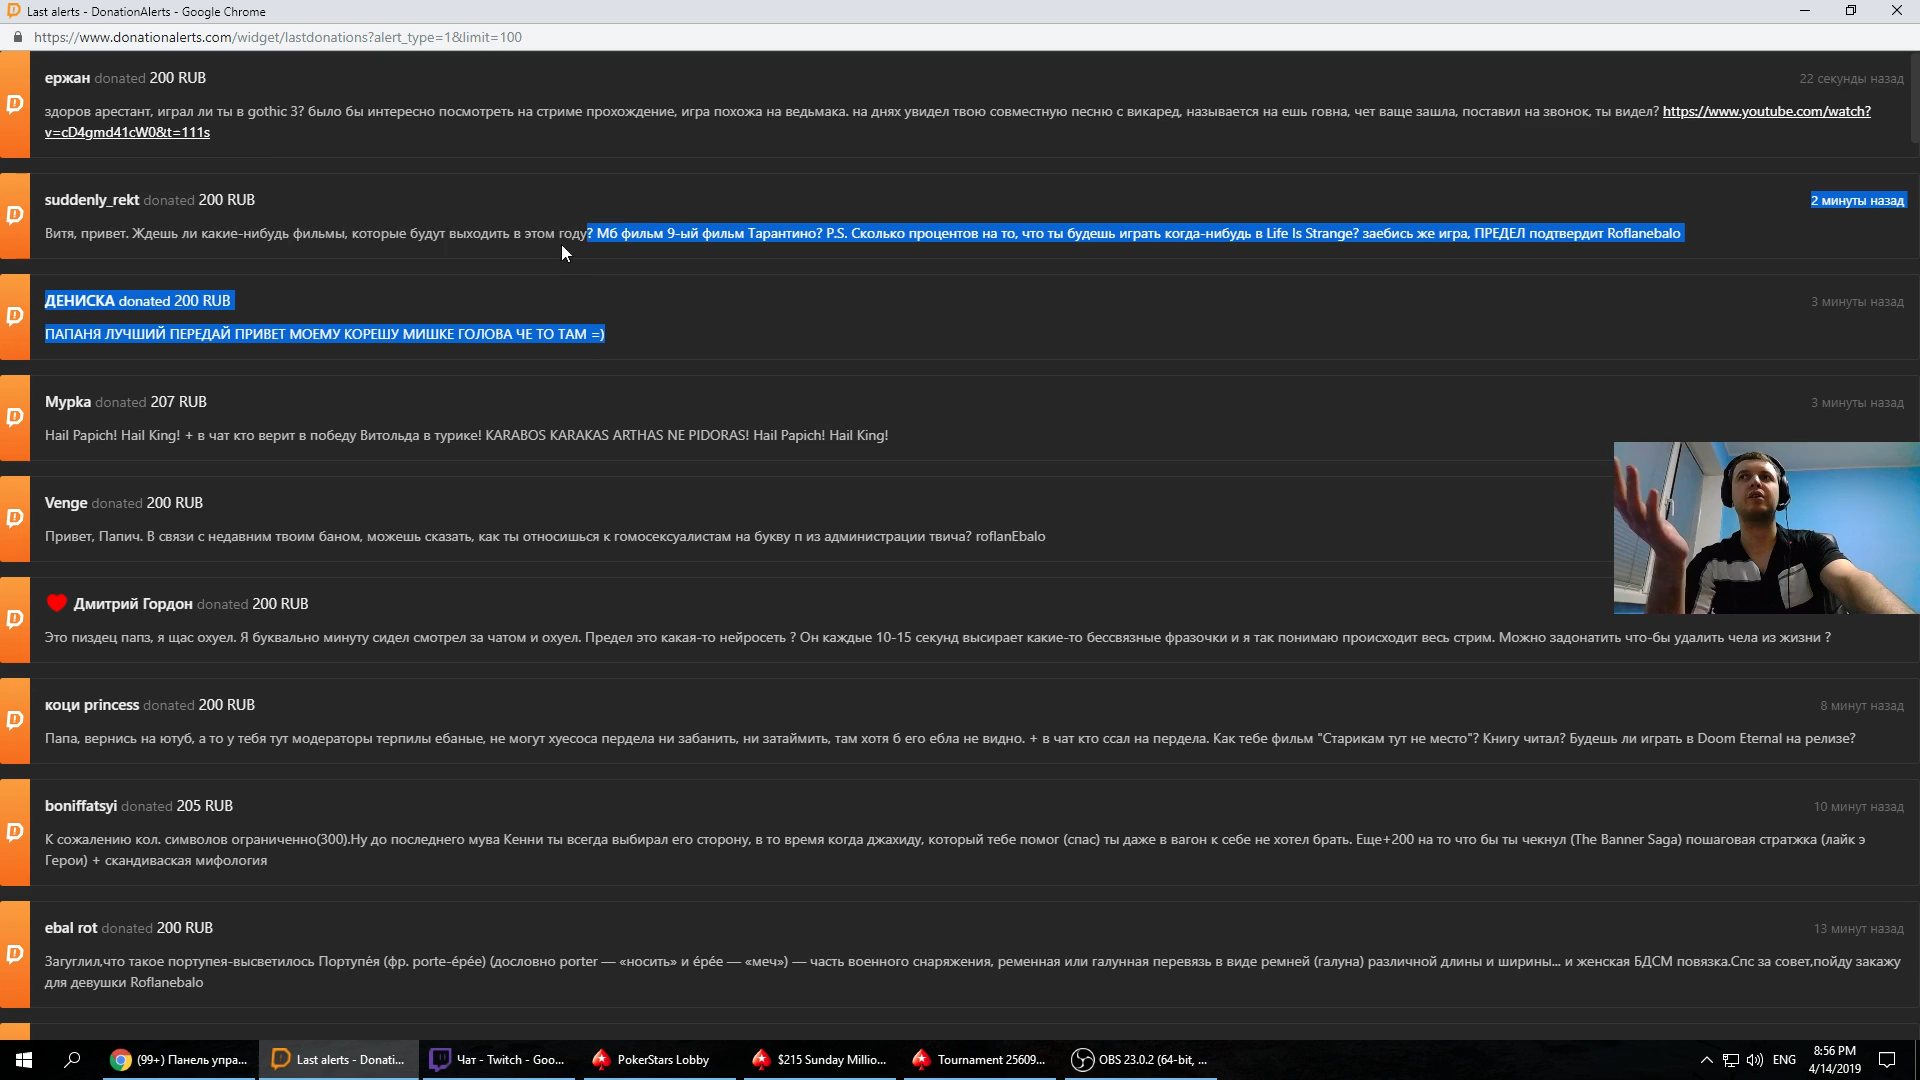 Last alerts - DonationAlerts - Google Chrome
https://www.donationalerts.com/widget/lastdonations?alert_type=1&limit=100
ержан donated 200 RUB
22 секунды назад
здоров арестант, играл ли ты в gothic 3? было бы интересно посмотреть на стриме прохождение, игра похожа на ведьмака. на днях увидел твою совместную песню с викаред, называется на ешь говна, чет ваще зашла, поставил на звонок, ты видел? https://www.youtube.com/watch?
v=cD4gmd41cW0&t=111s
suddenly_rekt donated 200 RUB
2 минуты назад
Витя, привет. Ждешь ли какие-нибудь фильмы, которые будут выходить в этом году? Мб фильм 9-ый фильм Тарантино? P.S. Сколько процентов на то, что ты будешь играть когда-нибудь в Life Is Strange? заебись же игра, ПРЕДЕЛ подтвердит Roflanebalo
ДЕНИСКА donated 200 RUB
3 минуты назад
ПАПАНЯ ЛУЧШИЙ ПЕРЕДАЙ ПРИВЕТ МОЕМУ КОРЕШУ МИШКЕ ГОЛОВА ЧЕ ТО ТАМ =)
Мурка donated 207 RUB
3 минуты назад
Hail Papich! Hail King! + в чат кто верит в победу Витольда в турике! KARABOS KARAKAS ARTHAS NE PIDORAS! Hail Papich! Hail King!
Venge donated 200 RUB
Привет, Папич. В связи с недавним твоим баном, можешь сказать, как ты относишься к гомосексуалистам на букву п из администрации твича? roflanEbalo
Дмитрий Гордон donated 200 RUB
Это пиздец папз, я щас охуел. Я буквально минуту сидел смотрел за чатом и охуел. Предел это какая-то нейросеть ? Он каждые 10-15 секунд высирает какие-то бессвязные фразочки и я так понимаю происходит весь стрим. Можно задонатить что-бы удалить чела из жизни ?
коци princess donated 200 RUB
8 минут назад
Папа, вернись на ютуб, а то у тебя тут модераторы терпилы ебаные, не могут хуесоса пердела ни забанить, ни затаймить, там хотя б его ебла не видно. + в чат кто ссал на пердела. Как тебе фильм "Старикам тут не место"? Книгу читал? Будешь ли играть в Doom Eternal на релизе?
boniffatsyi donated 205 RUB
10 минут назад
К сожалению кол. символов ограниченно(300).Ну до последнего мува Кенни ты всегда выбирал его сторону, в то время когда джахиду, который тебе помог (спас) ты даже в вагон к себе не хотел брать. Еще+200 на то что бы ты чекнул (The Banner Saga) пошаговая стратжка (лайк э
Герои) + скандиваская мифология
ebal rot donated 200 RUB
13 минут назад
Загуглил,что такое портупея-высветилось Портупе́я (фр. porte-épée) (дословно porter — «носить» и épée — «меч») — часть военного снаряжения, ременная или галунная перевязь в виде ремней (галуна) различной длины и ширины... и женская БДСМ повязка.Спс за совет,пойду закажу
для девушки Roflanebalo
(99+) Панель упра...
Last alerts - Donati...
Чат - Twitch - Goo...
PokerStars Lobby
$215 Sunday Millio...
Tournament 25609...
OBS 23.0.2 (64-bit, ...
ENG
8:56 PM
4/14/2019